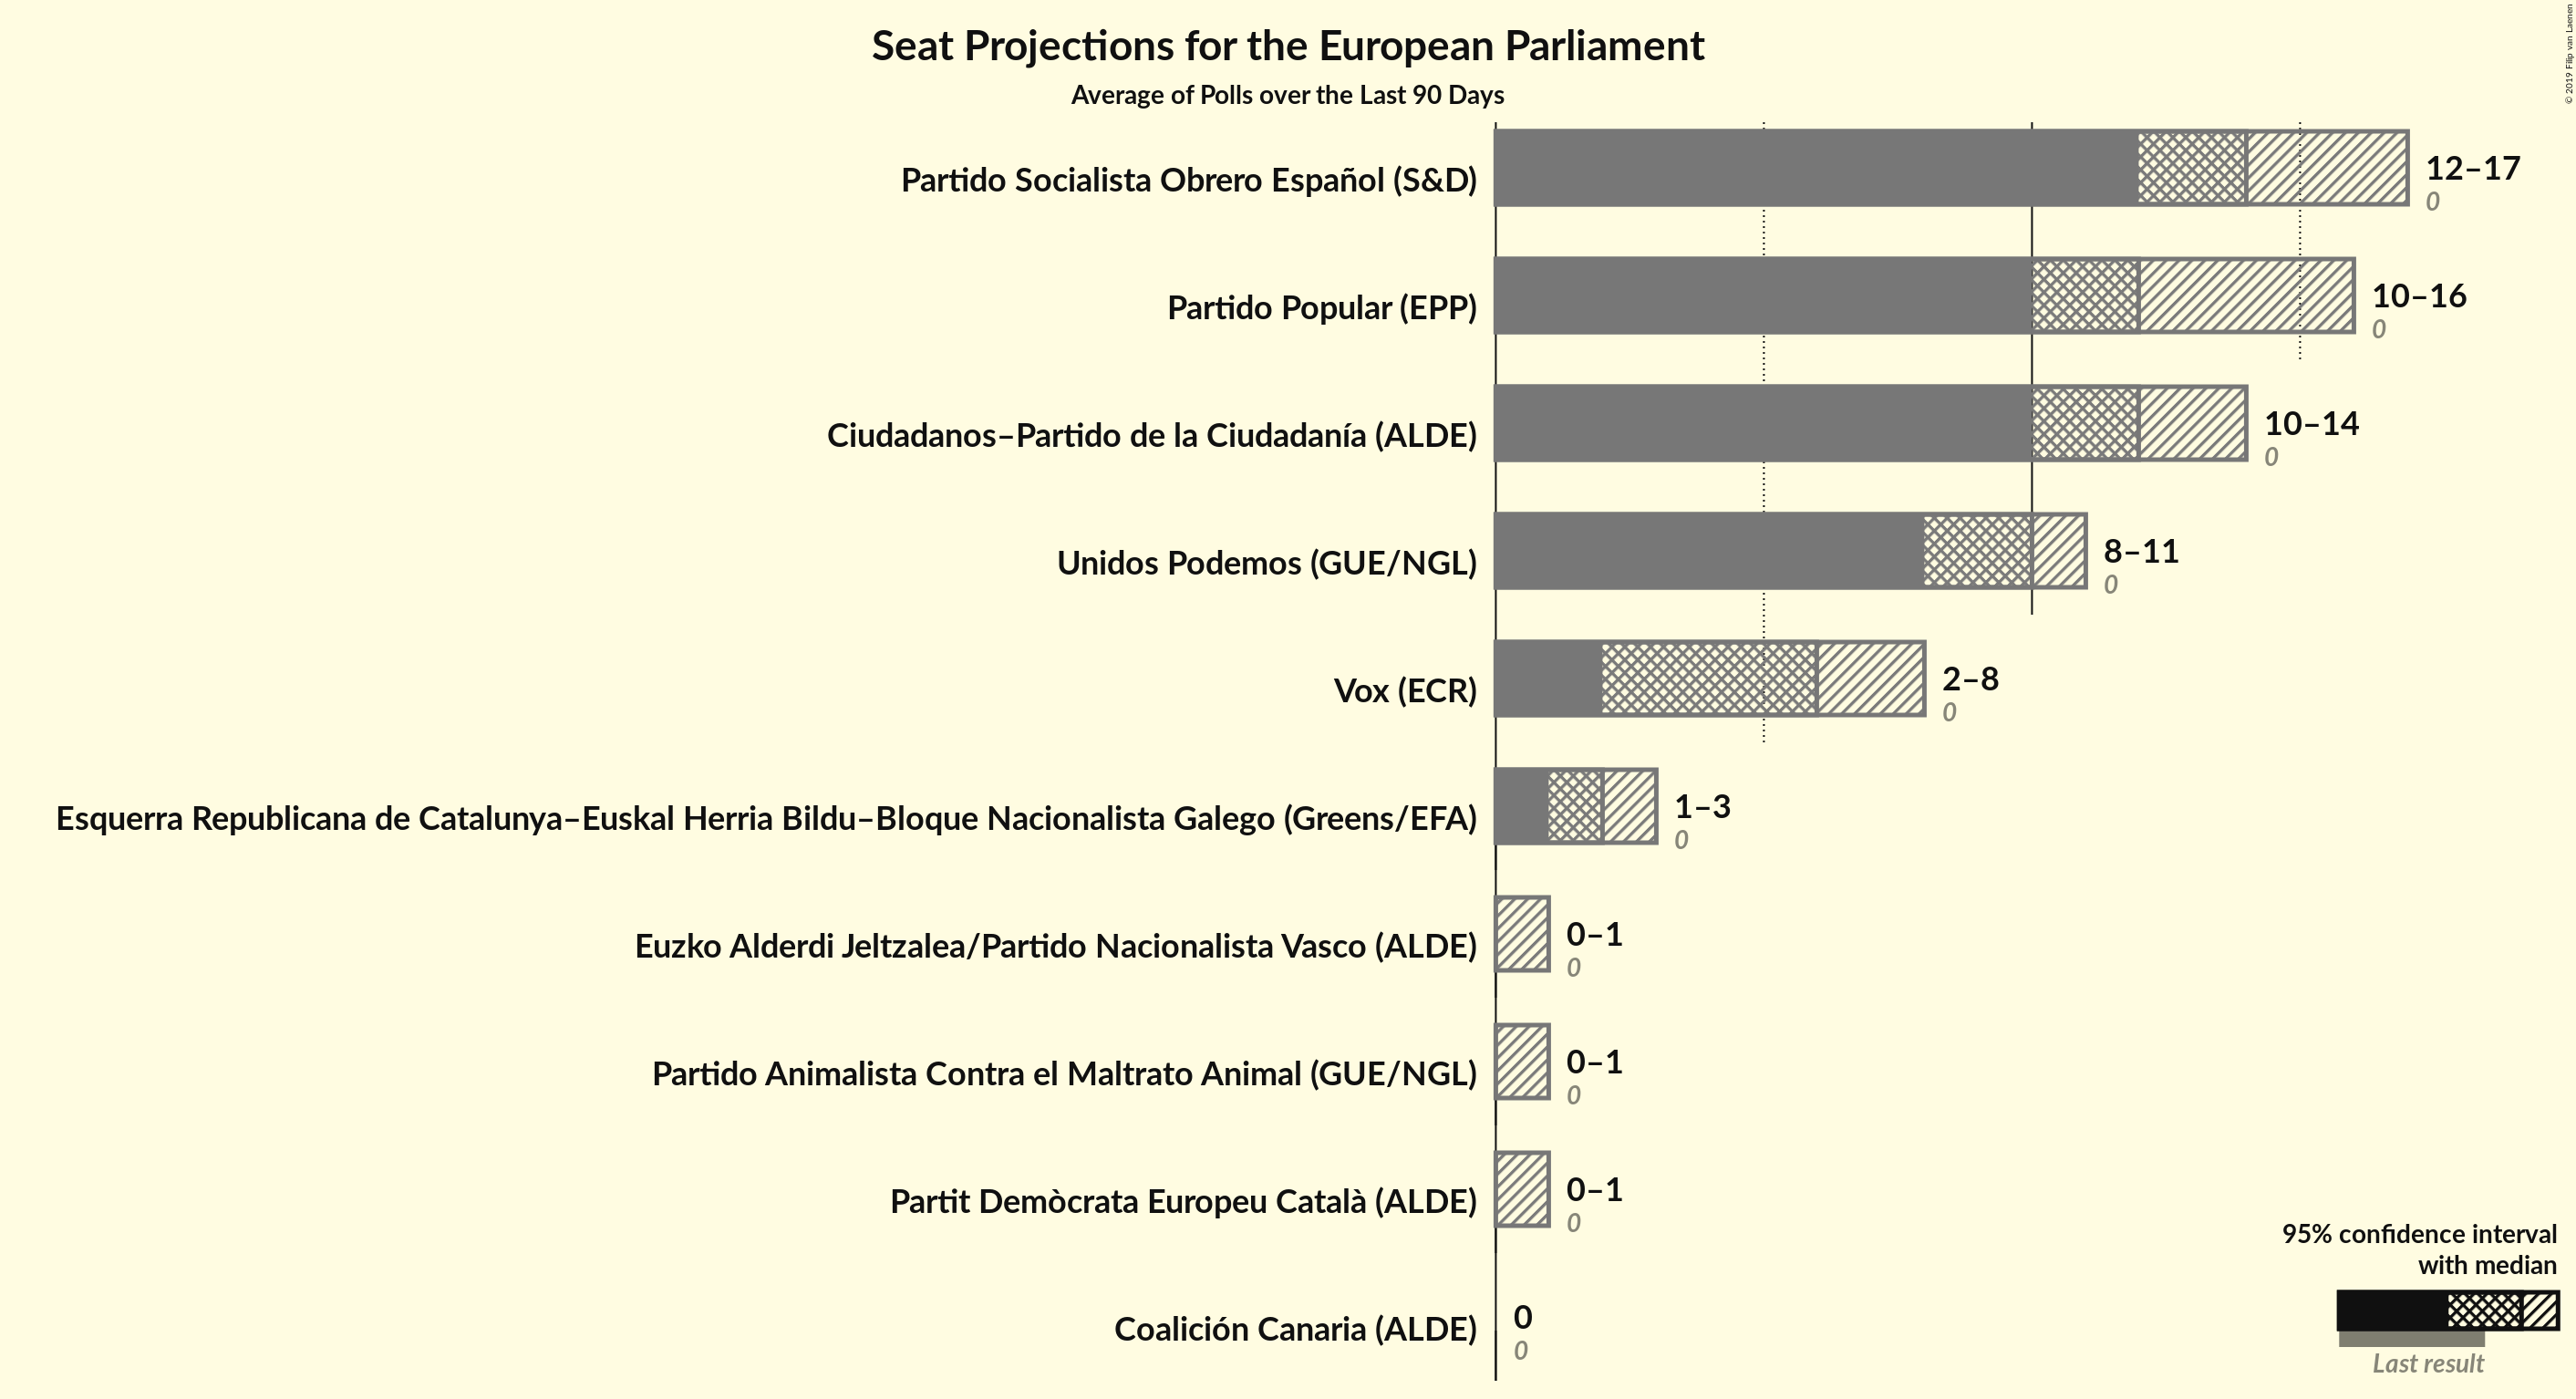 Seat Projections for the European Parliament
Average of Polls over the Last 90 Days
© 2019 Filip van Laenen
Partido Socialista Obrero Español (S&D)
12–17
0
Partido Popular (EPP)
10–16
0
Ciudadanos–Partido de la Ciudadanía (ALDE)
10–14
0
Unidos Podemos (GUE/NGL)
8–11
0
Vox (ECR)
2–8
0
Esquerra Republicana de Catalunya–Euskal Herria Bildu–Bloque Nacionalista Galego (Greens/EFA)
1–3
0
Euzko Alderdi Jeltzalea/Partido Nacionalista Vasco (ALDE)
0–1
0
Partido Animalista Contra el Maltrato Animal (GUE/NGL)
0–1
0
Partit Demòcrata Europeu Català (ALDE)
0–1
0
Coalición Canaria (ALDE)
0
0
95% confidence interval
with median
Last result